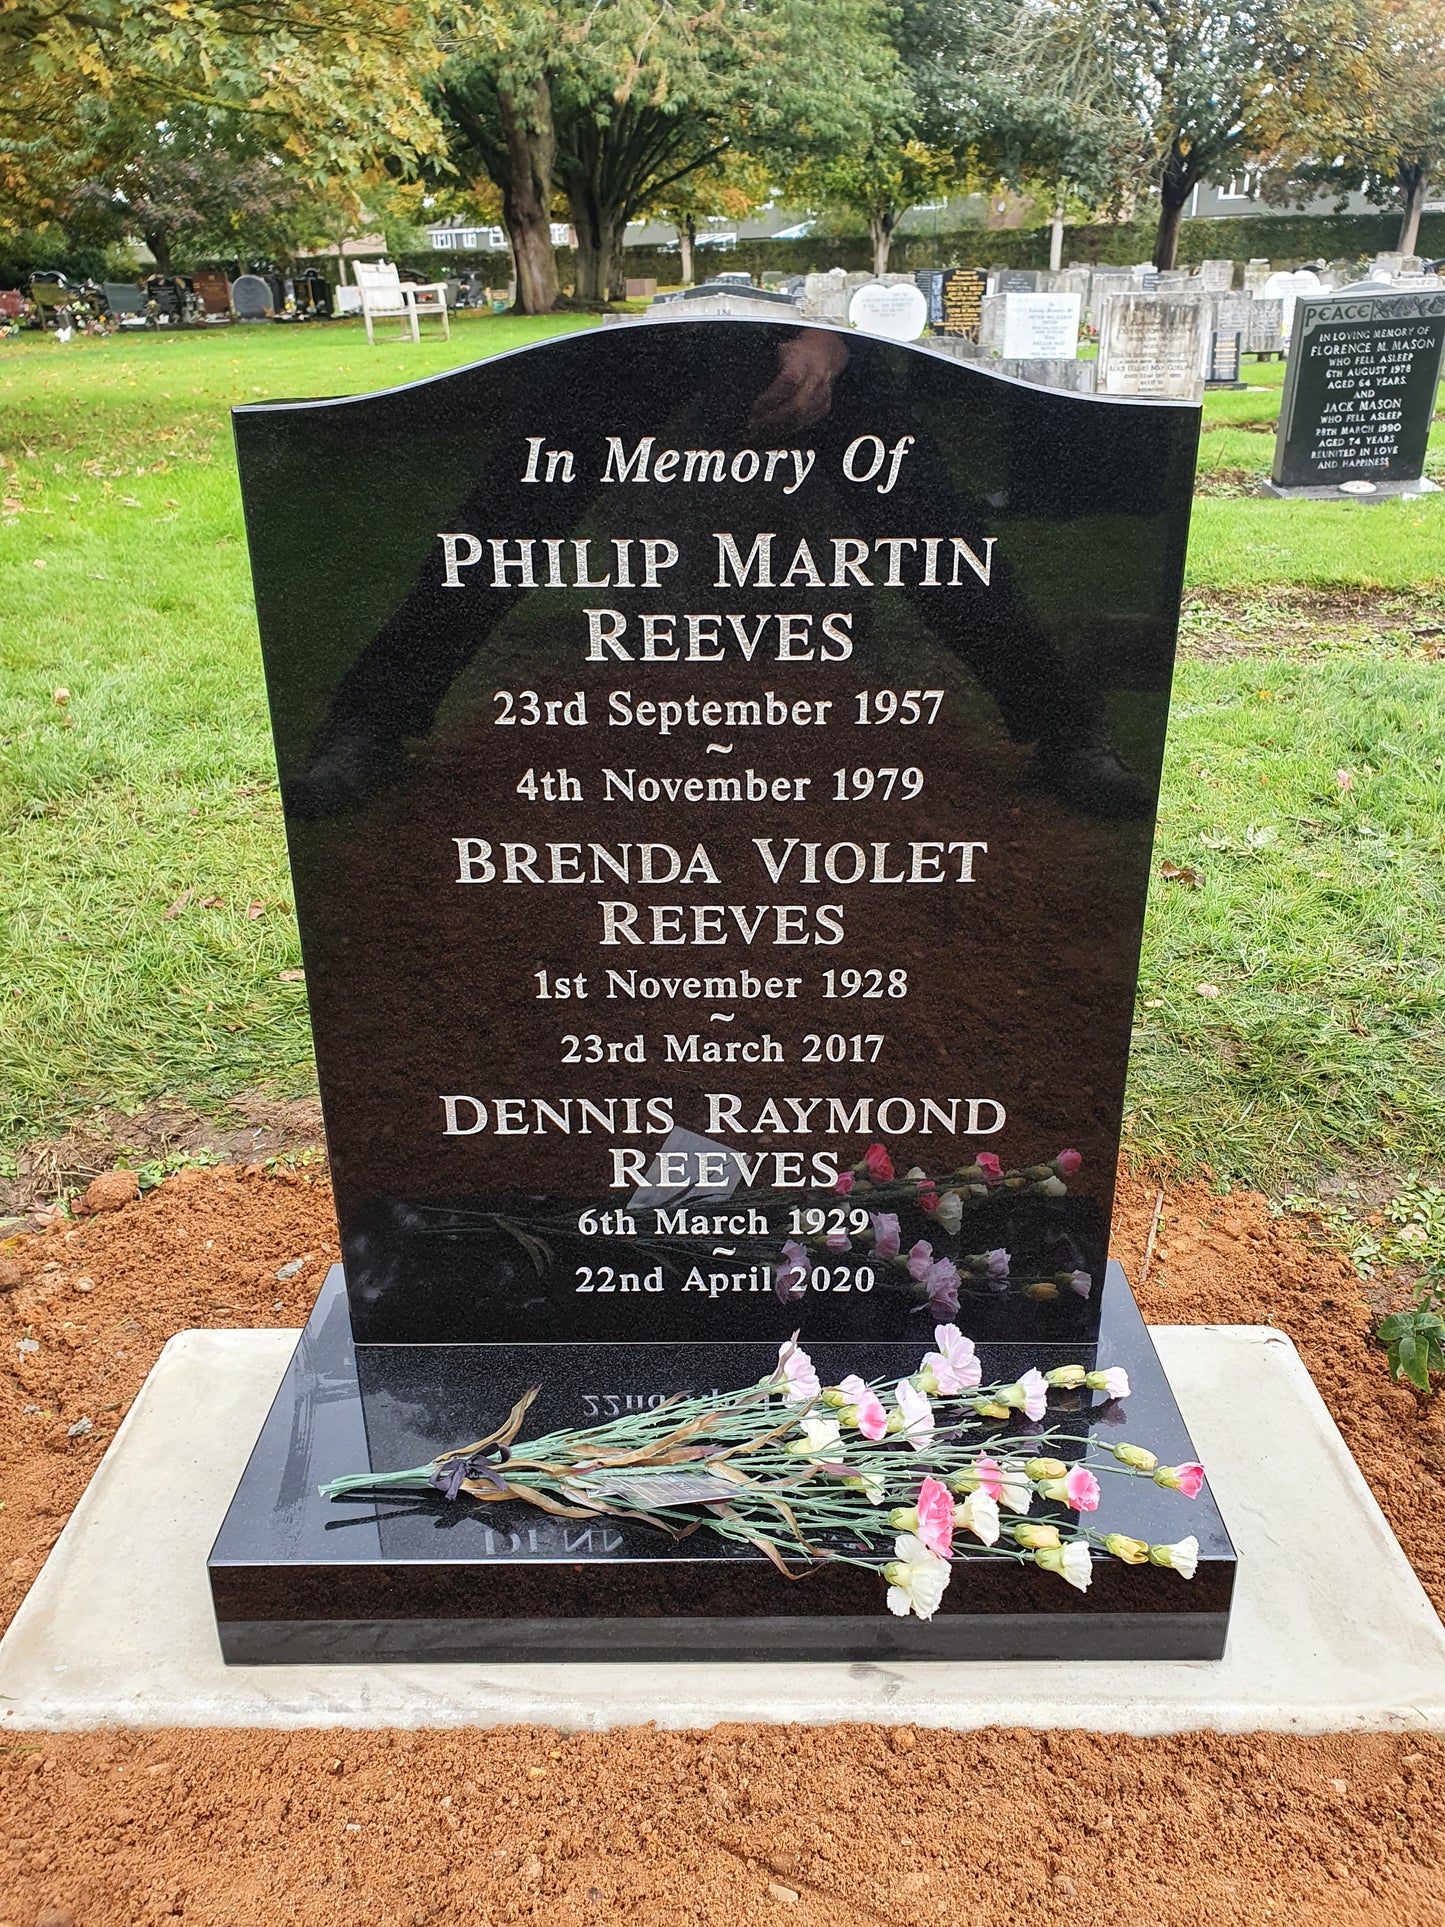 In Memory Of
PHILIP MARTIN
REEVES
23rd September 1957
~
4th November 1979
BRENDA VIOLET
REEVES
1st November 1928
~
23rd March 2017
DENNIS RAYMOND
REEVES
6th March 1929
~
22nd April 2020
PEACE
IN LOVING MEMORY OF
FLORENCE M. MASON
WHO FELL ASLEEP
6TH AUGUST 1978
AGED 64 YEARS.
AND
JACK MASON
WHO FELL ASLEEP
28TH MARCH 1990
AGED 74 YEARS
REUNITED IN LOVE
AND HAPPINESS